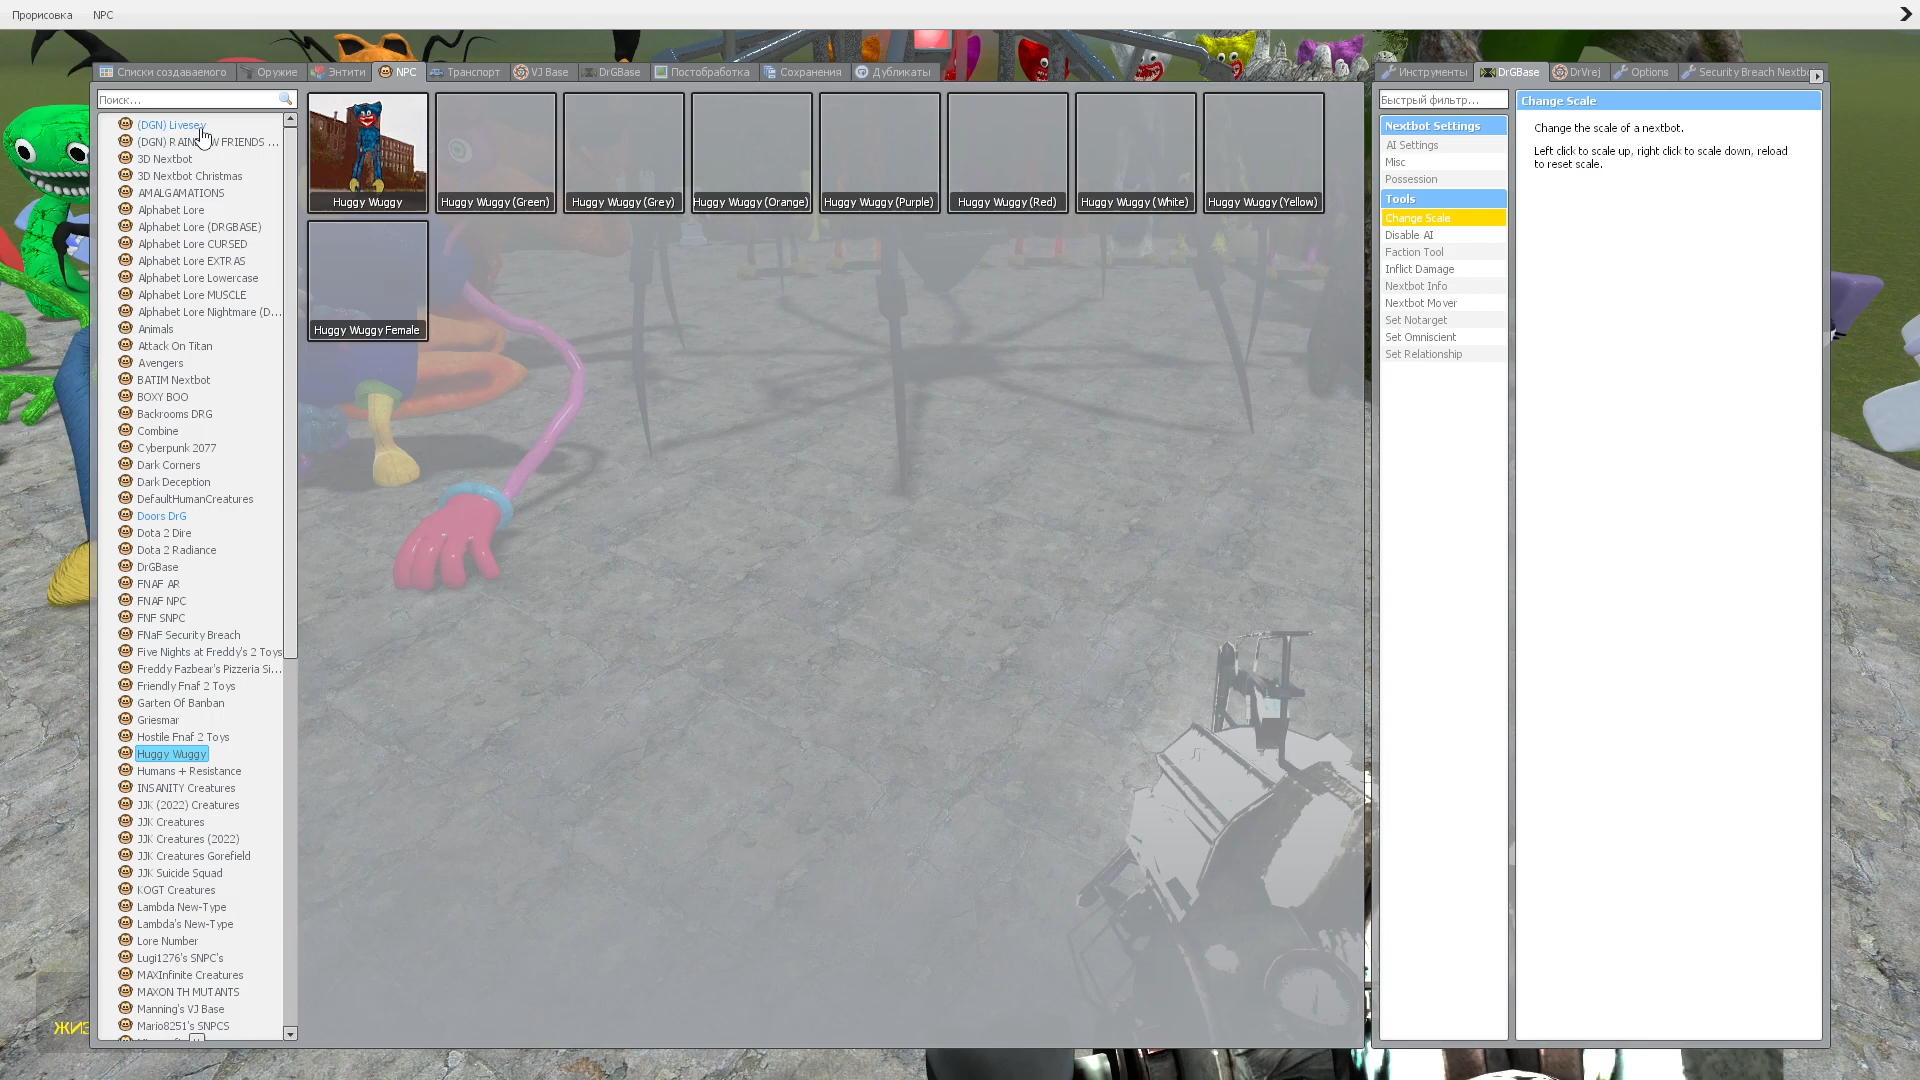 Прорисовка NPC
Списки создаваемого Оружие Энтити NPC Транспорт VJ Base DrGBase Постобработка Сохранения Дубликаты
Инструменты DrGBase DrVrej Options Security Breach Nextbo
Поиск...
(DGN) Livesey
(DGN) RAINBOW FRIENDS ...
3D Nextbot
3D Nextbot Christmas
AMALGAMATIONS
Alphabet Lore
Alphabet Lore (DRGBASE)
Alphabet Lore CURSED
Alphabet Lore EXTRAS
Alphabet Lore Lowercase
Alphabet Lore MUSCLE
Alphabet Lore Nightmare (D...
Animals
Attack On Titan
Avengers
BATIM Nextbot
BOXY BOO
Backrooms DRG
Combine
Cyberpunk 2077
Dark Corners
Dark Deception
DefaultHumanCreatures
Doors DrG
Dota 2 Dire
Dota 2 Radiance
DrGBase
FNAF AR
FNAF NPC
FNF SNPC
FNaF Security Breach
Five Nights at Freddy's 2 Toys
Freddy Fazbear's Pizzeria Si...
Friendly Fnaf 2 Toys
Garten Of Banban
Griesmar
Hostile Fnaf 2 Toys
Huggy Wuggy
Humans + Resistance
INSANITY Creatures
JJK (2022) Creatures
JJK Creatures
JJK Creatures (2022)
JJK Creatures Gorefield
JJK Suicide Squad
KOGT Creatures
Lambda New-Type
Lambda's New-Type
Lore Number
Lugi1276's SNPC's
MAXInfinite Creatures
MAXON TH MUTANTS
Manning's VJ Base
Mario8251's SNPCS
Huggy Wuggy
Huggy Wuggy (Green)
Huggy Wuggy (Grey)
Huggy Wuggy (Orange)
Huggy Wuggy (Purple)
Huggy Wuggy (Red)
Huggy Wuggy (White)
Huggy Wuggy (Yellow)
Huggy Wuggy Female
Быстрый фильтр...
Nextbot Settings
AI Settings
Misc
Possession
Tools
Change Scale
Disable AI
Faction Tool
Inflict Damage
Nextbot Info
Nextbot Mover
Set Notarget
Set Omniscient
Set Relationship
Change Scale
Change the scale of a nextbot.
Left click to scale up, right click to scale down, reload
to reset scale.